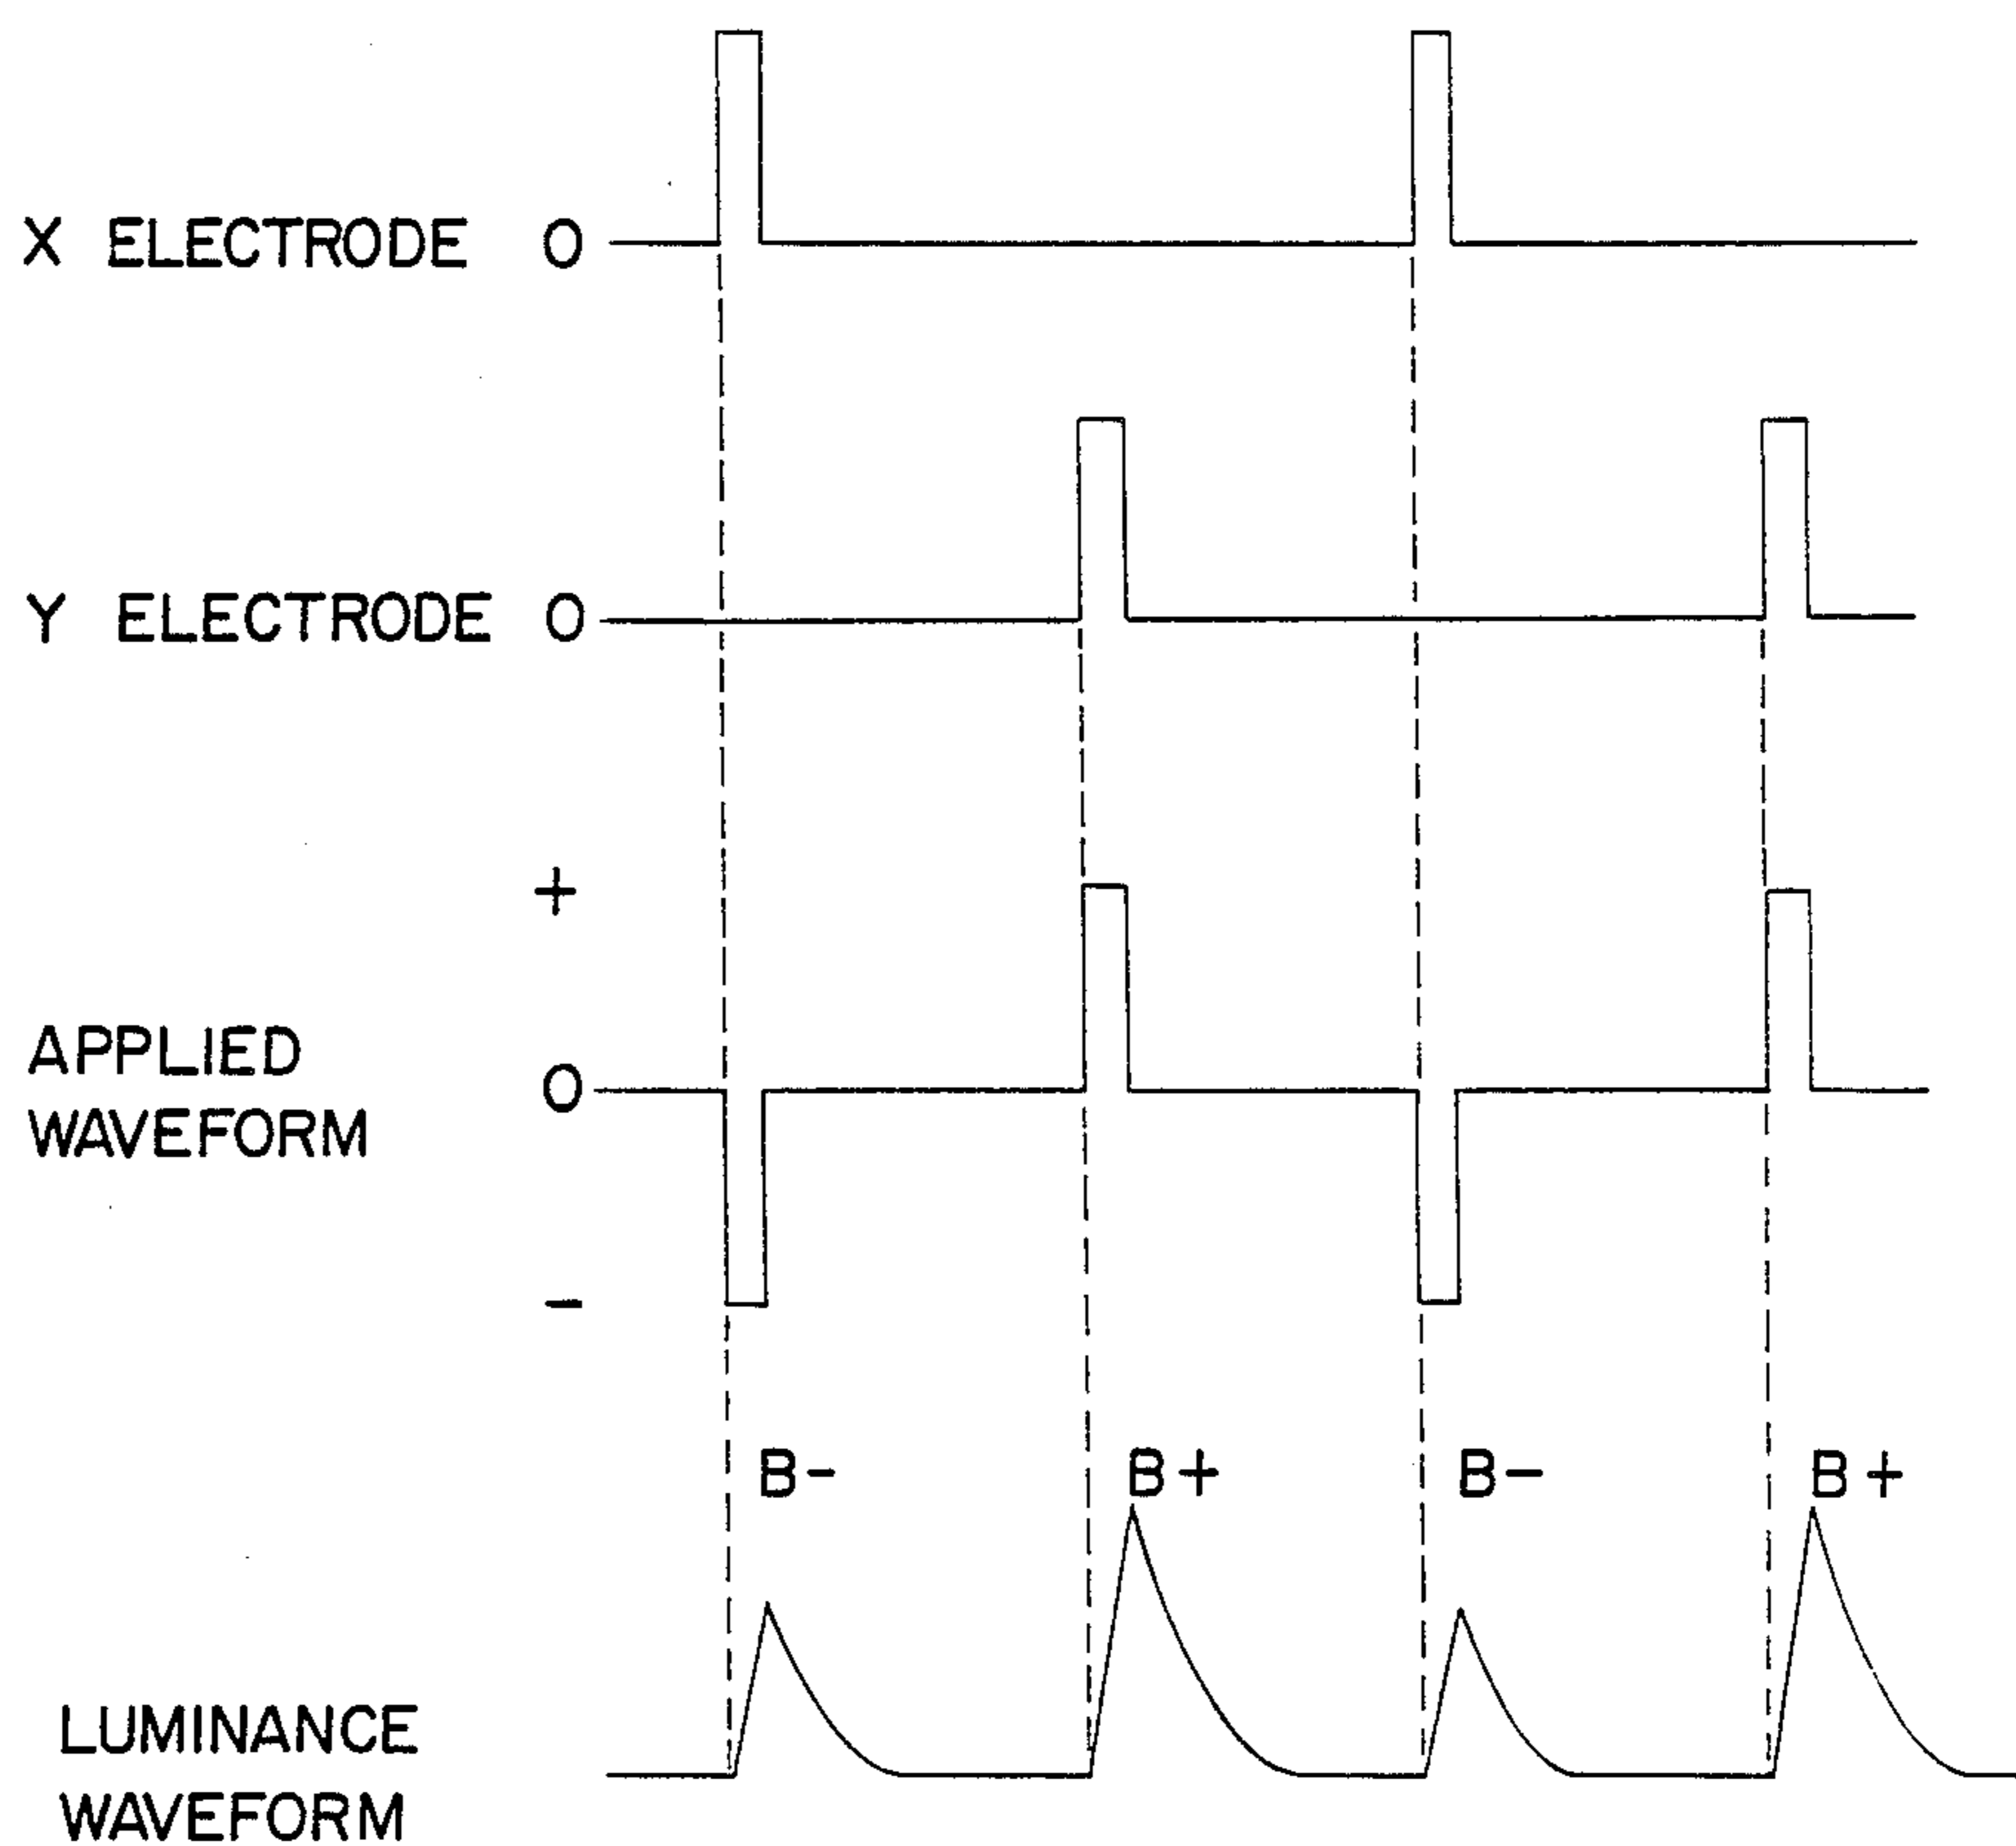 X ELECTRODE 0
Y ELECTRODE 0
+
APPLIED
WAVEFORM
0
-
B- B+ B- B+
LUMINANCE
WAVEFORM